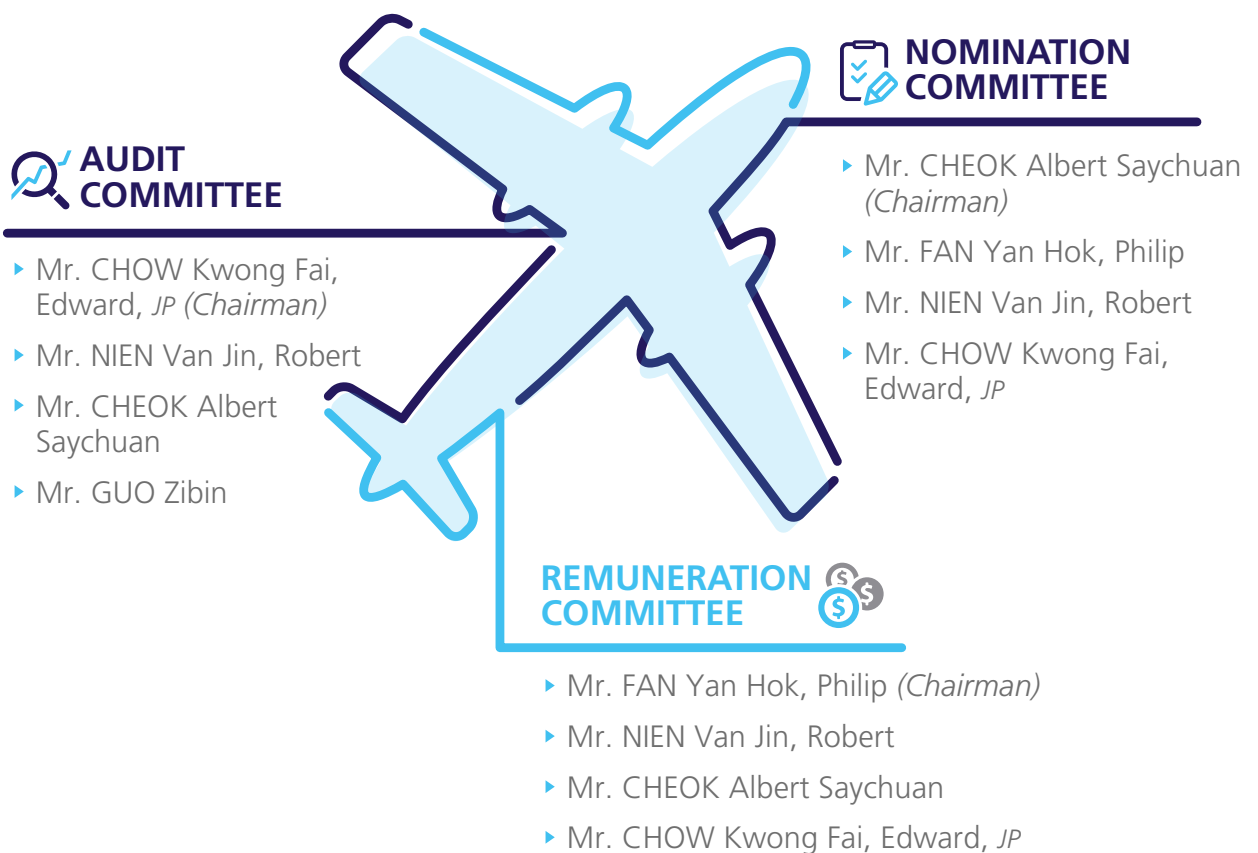 AUDIT
COMMITTEE
Mr. CHOW Kwong Fai,
Edward, JP (Chairman)
Mr. NIEN Van Jin, Robert
Mr. CHEOK Albert
Saychuan
Mr. GUO Zibin
NOMINATION
COMMITTEE
Mr. CHEOK Albert Saychuan
(Chairman)
Mr. FAN Yan Hok, Philip
Mr. NIEN Van Jin, Robert
Mr. CHOW Kwong Fai,
Edward, JP
REMUNERATION
COMMITTEE
$
$
$
Mr. FAN Yan Hok, Philip (Chairman)
Mr. NIEN Van Jin, Robert
Mr. CHEOK Albert Saychuan
Mr. CHOW Kwong Fai, Edward, JP